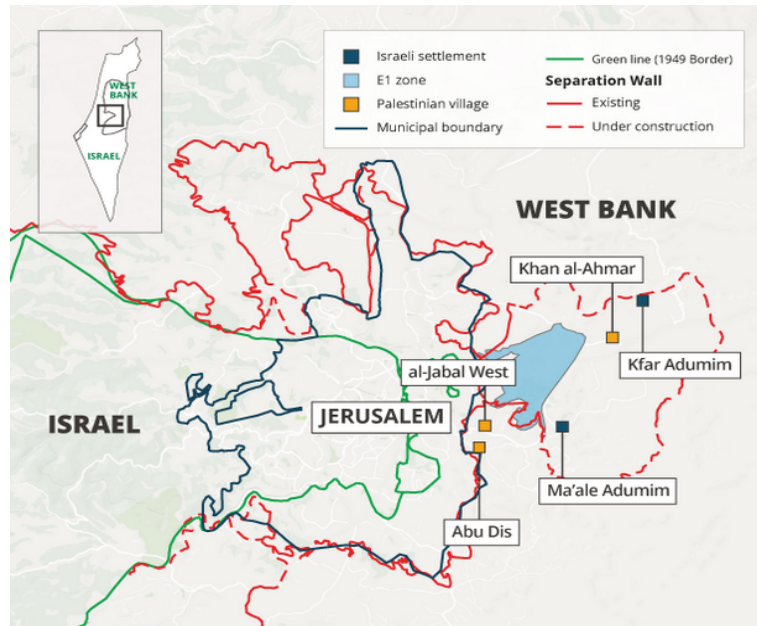 WEST
BANK
ISRAEL
Israeli settlement
E1 zone
Palestinian village
Municipal boundary
Green line (1949 Border)
Separation Wall
Existing
Under construction
WEST BANK
Khan al-Ahmar
Kfar Adumim
al-Jabal West
JERUSALEM
ISRAEL
Ma'ale Adumim
Abu Dis